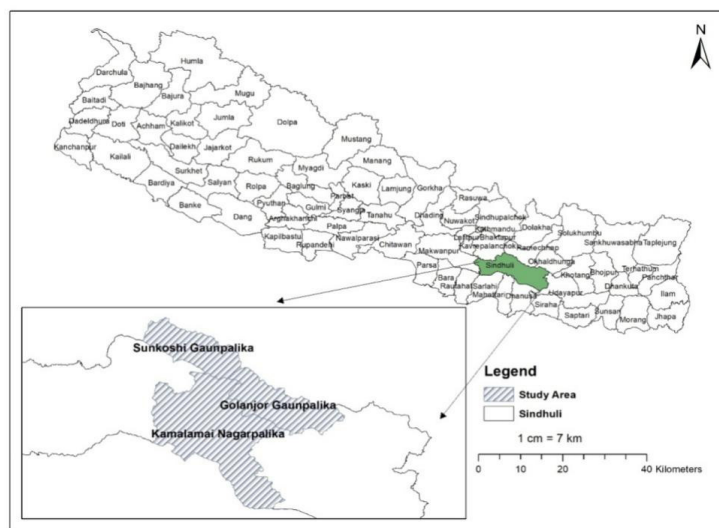 N
Humla
Darchula
Bajhang
Mugu
Baitadi
Bajura
Dolpa
Jumla
Dadeldhura
Doti
Achham
Kalikot
Mustang
Kanchanpur
Dailekh
Jajarkot
Manang
Kailali
Rukum
Myagdi
Surkhet
Kaski
Lamjung
Gorkha
Bardiya
Salyan
Rolpa
Baglung
Parbat
Rasuwa
Banke
Pyuthan
Gulmi
Syangja
Tanahu
Dhading
Nuwakot
Sindhupalchok
Dang
Arghakhanchi
Palpa
Kathmandu
Dolakha
Solukhumbu
Kapilbastu
Nawalparasi
Chitawan
Lalitpur
Bhaktapur
Sankhuwasabha
Taplejung
Rupandehi
Makwanpur
Kavrepalanchok
Ramechhap
Parsa
Sindhuli
Okhaldhunga
Khotang
Bhojpur
Terhathum
Panchthar
Bara
Rautahat
Sarlahi
Dhankuta
Mahottari
Dhanusa
Udayapur
Ilam
Siraha
Saptari
Sunsari
Morang
Jhapa
Sunkoshi Gaunpalika
Golanjor Gaunpalika
Kamalamai Nagarpalika
Legend
Study Area
Sindhuli
1 cm = 7 km
0 10 20 40 Kilometers